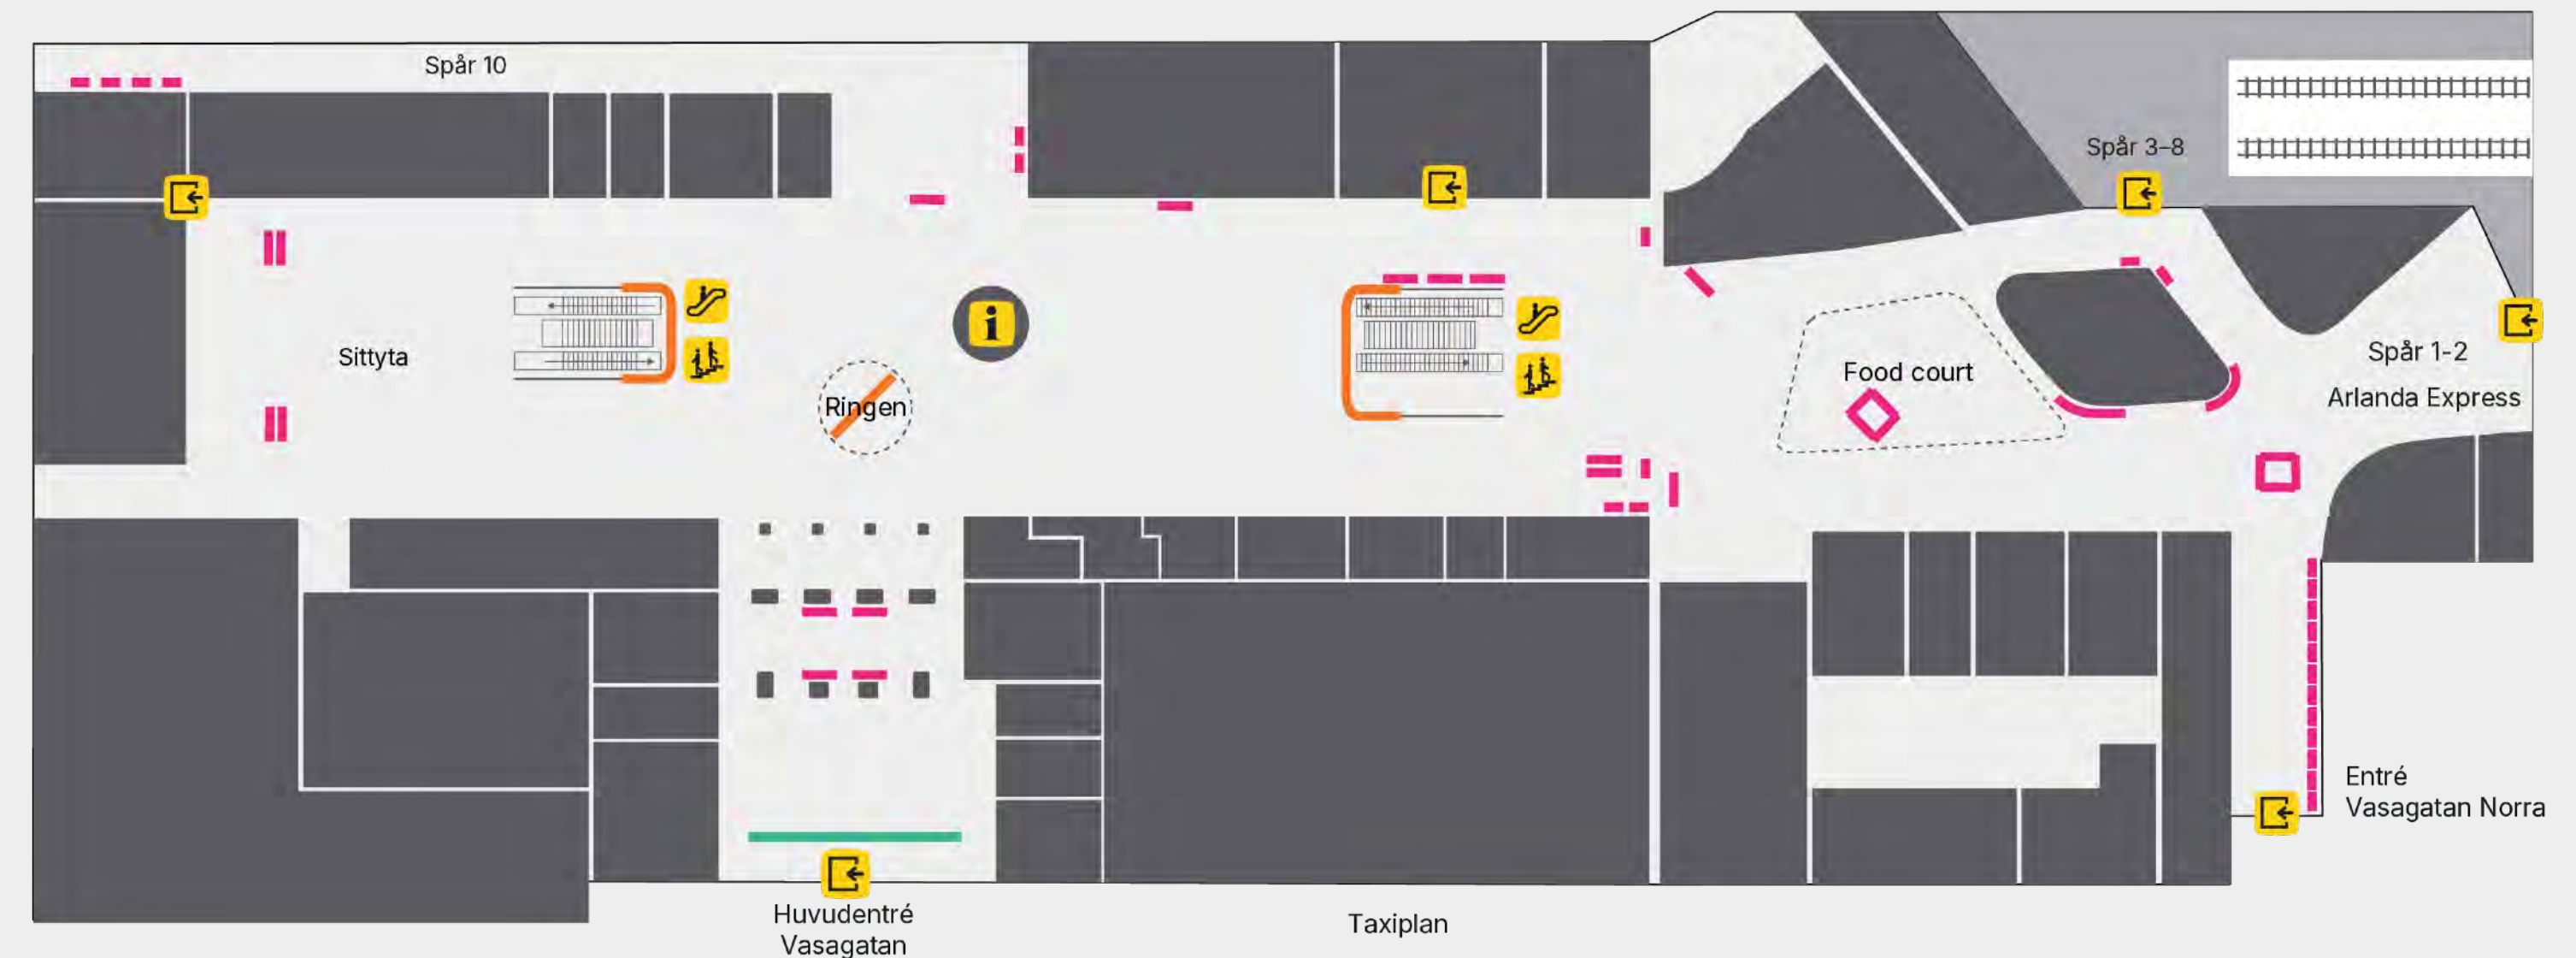 Spår 10
Spår 3–8
Sittyta
Ringen
i
Food court
Spår 1-2
Arlanda Express
Entré
Vasagatan Norra
Huvudentré
Vasagatan
Taxiplan